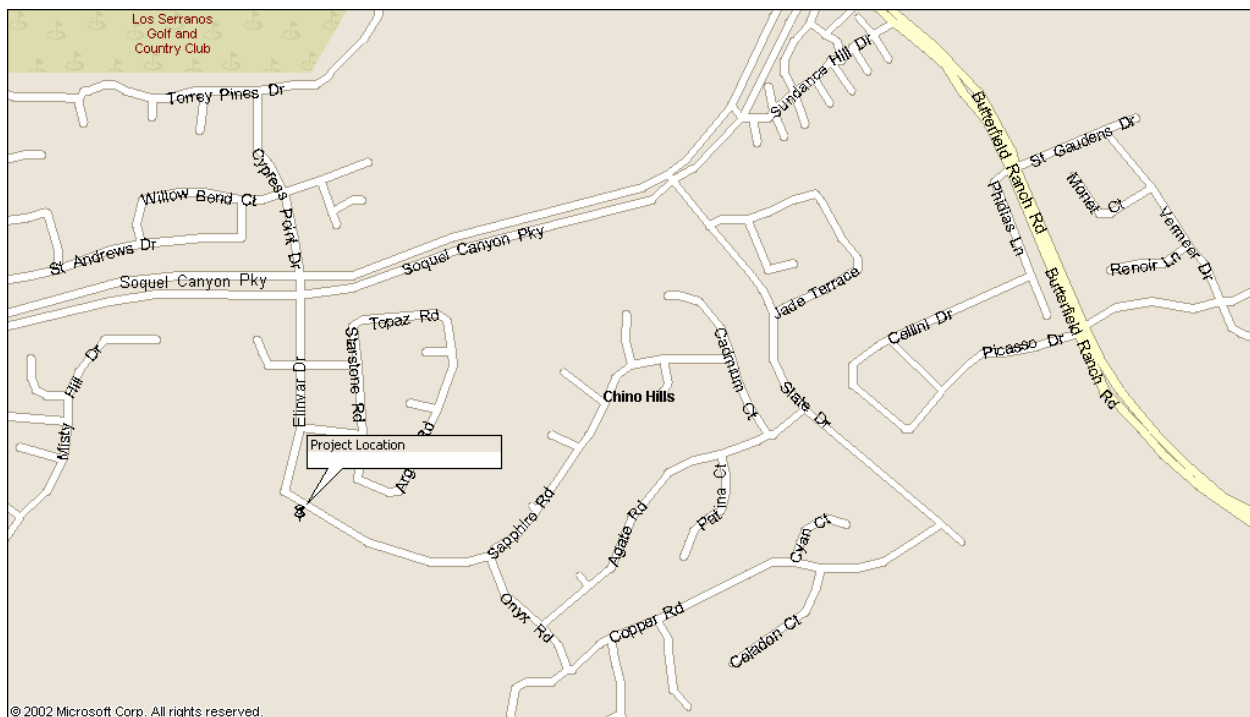 Los Serranos
Golf and
Country Club
Torrey Pines Dr
Sundance Hill Dr
Butterfield Ranch Rd
St Gaudens Dr
Cypress Point Dr
Willow Bend Ct
Monet Ct
Phidias Ln
Vermeer Dr
St Andrews Dr
Soquel Canyon Pky
Soquel Canyon Pky
Renoir Ln
Jade Terrace
Butterfield Ranch Rd
Topaz Rd
Starstone Rd
Cadmium Ct
Cellini Dr
Picasso Dr
Misty Hill Dr
Elinvar Dr
Chino Hills
Slate Dr
Project Location
Rd
Sapphire Rd
Agate Rd
Patina Ct
Cyan Ct
Onyx Rd
Copper Rd
Celadon Ct
© 2002 Microsoft Corp. All rights reserved.